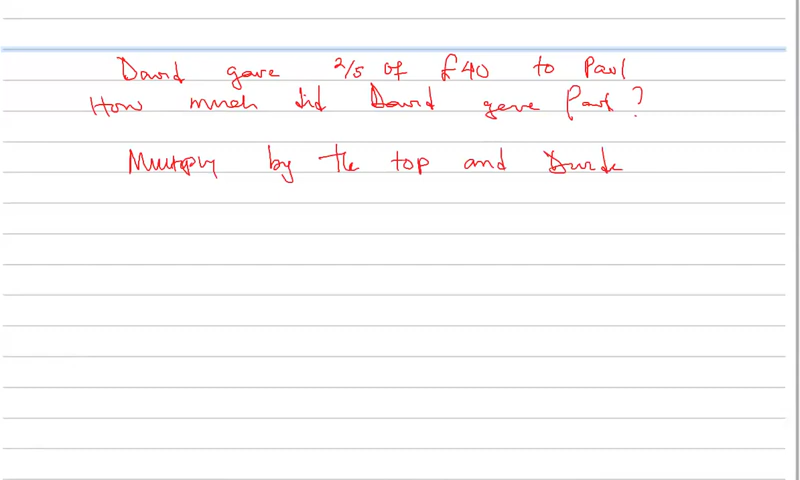 David gave 2/5 of £40 to Paul
How much did David gave Paul?
Multiply by the top and Divide